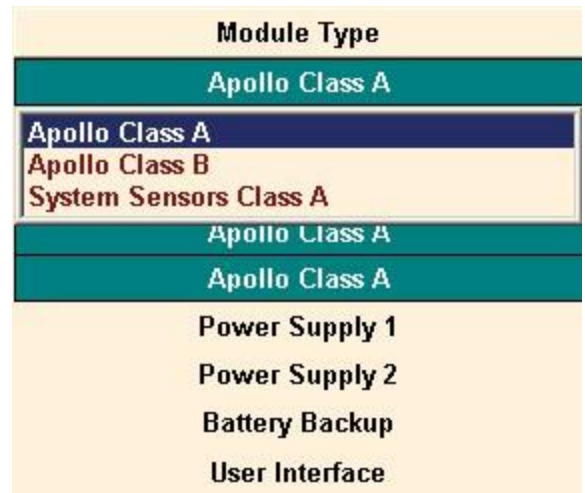 Module Type
Apollo Class A
Apollo Class A
Apollo Class B
System Sensors Class A
Apollo Class A
Apollo Class A
Power Supply 1
Power Supply 2
Battery Backup
User Interface